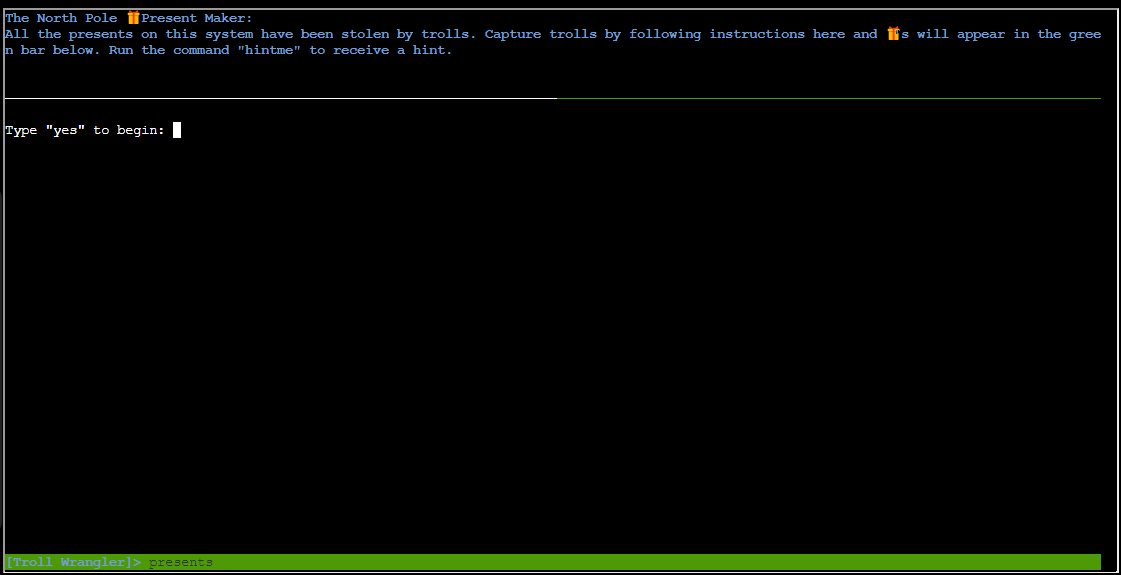 The North Pole 🎁Present Maker:
All the presents on this system have been stolen by trolls. Capture trolls by following instructions here and 🎁s will appear in the gree
n bar below. Run the command "hintme" to receive a hint.
Type "yes" to begin:
[Troll Wrangler]> presents